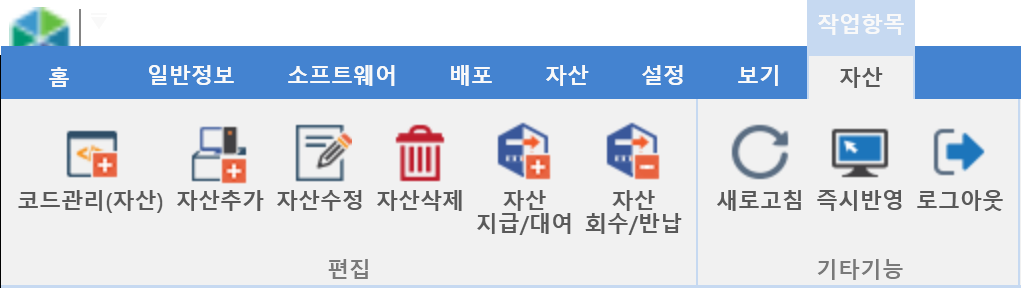 작업항목
홈 일반정보 소프트웨어 배포 자산 설정 보기 자산
코드관리(자산) 자산추가 자산수정 자산삭제 자산 지급/대여 자산 회수/반납 새로고침 즉시반영 로그아웃
편집 기타기능